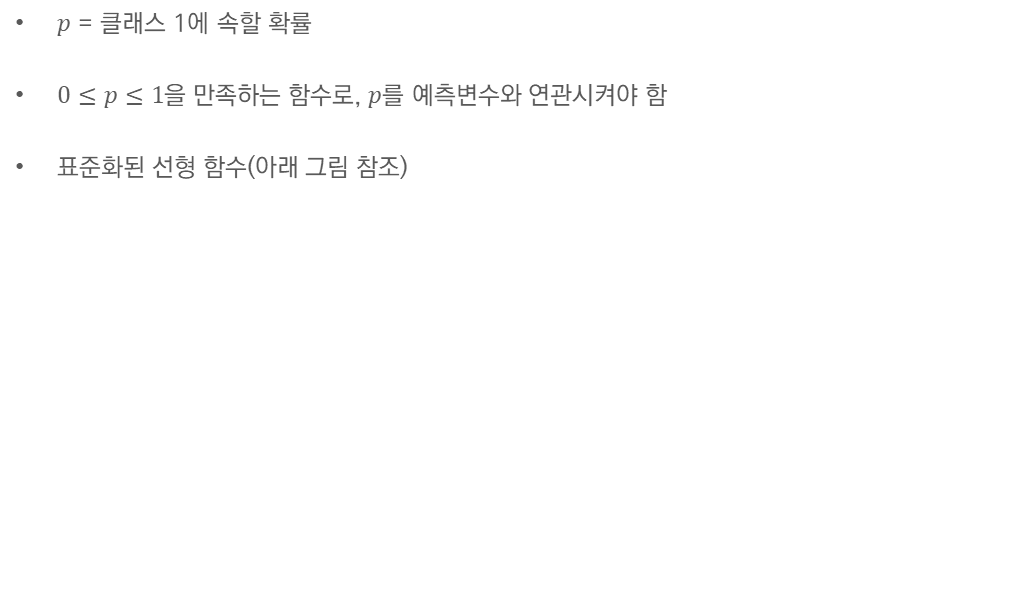 • p = 클래스 1에 속할 확률
• 0 ≤ p ≤ 1을 만족하는 함수로, p를 예측변수와 연관시켜야 함
• 표준화된 선형 함수(아래 그림 참조)